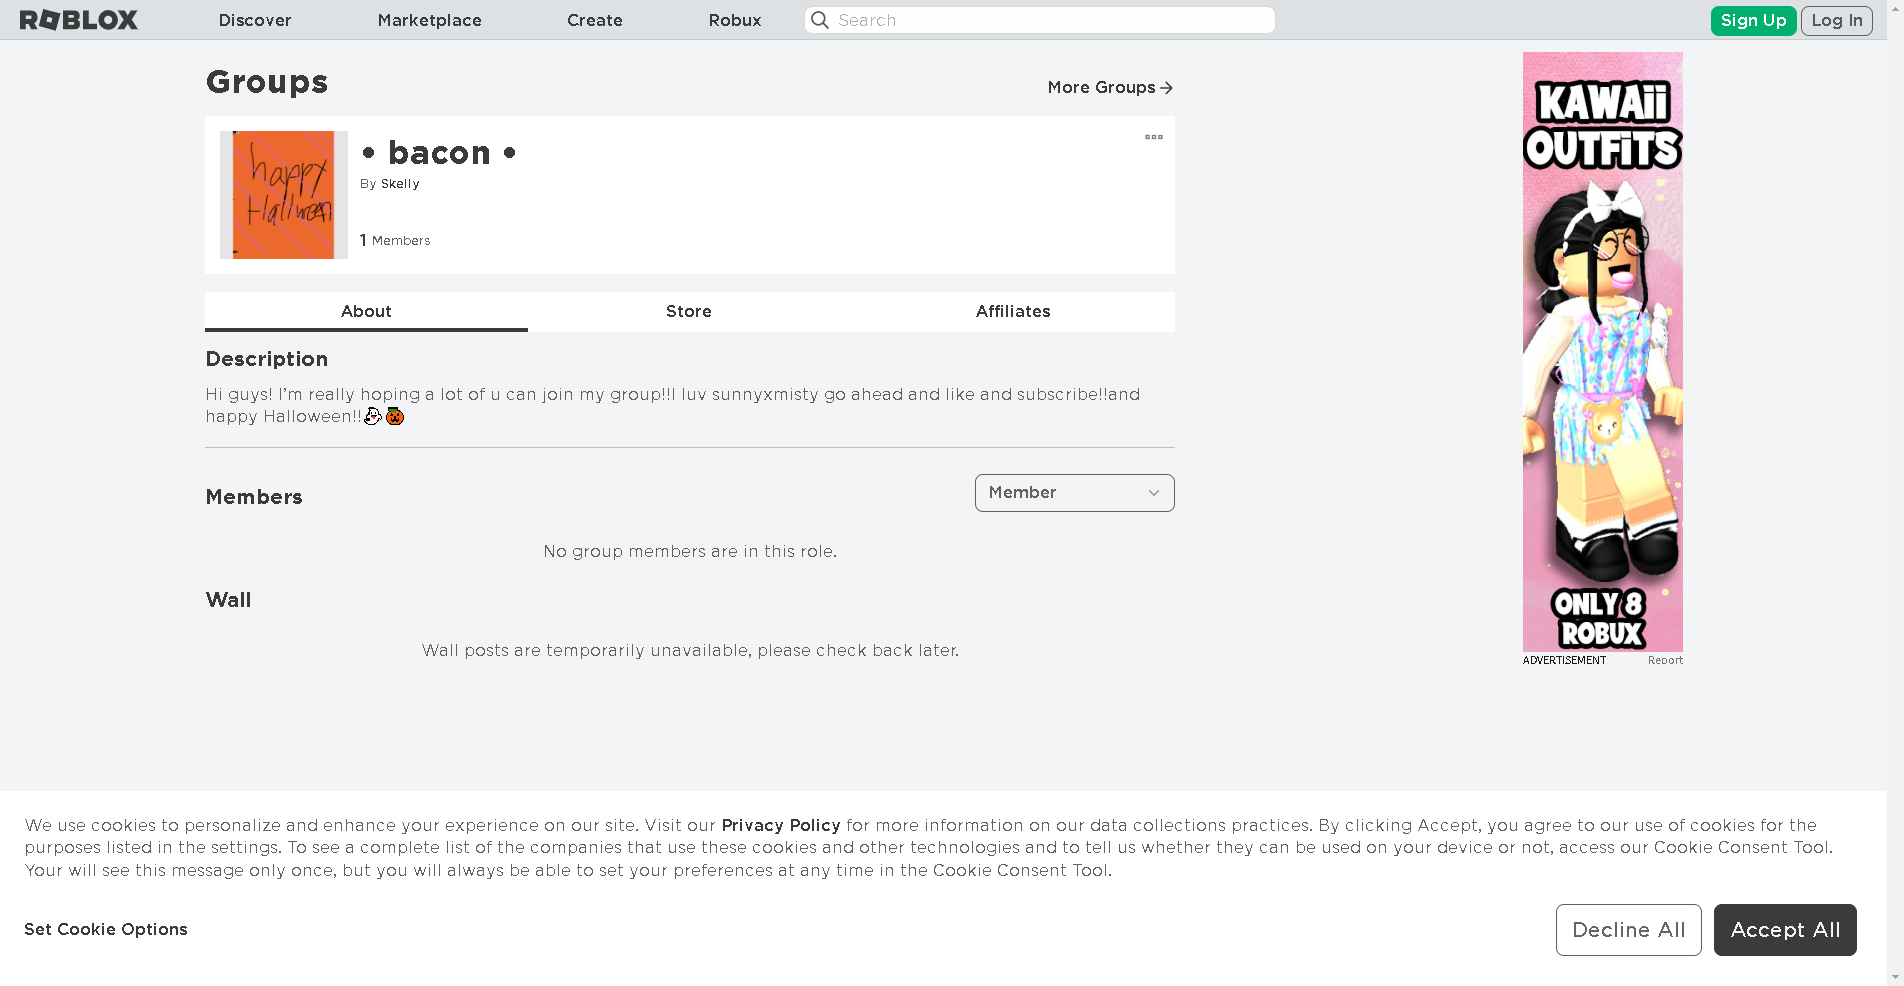 ROBLOX Discover Marketplace Create Robux Search Sign Up Log In
Groups
More Groups
happy
Halloween
• bacon •
By Skelly
1 Members
About Store Affiliates
Description
Hi guys! I’m really hoping a lot of u can join my group!!I luv sunnyxmisty go ahead and like and subscribe!!and
happy Halloween!!👻🎃
Members
Member
No group members are in this role.
Wall
Wall posts are temporarily unavailable, please check back later.
KAWAii
OUTFiTS
ONLY 8
ROBUX
ADVERTISEMENT Report
We use cookies to personalize and enhance your experience on our site. Visit our Privacy Policy for more information on our data collections practices. By clicking Accept, you agree to our use of cookies for the
purposes listed in the settings. To see a complete list of the companies that use these cookies and other technologies and to tell us whether they can be used on your device or not, access our Cookie Consent Tool.
Your will see this message only once, but you will always be able to set your preferences at any time in the Cookie Consent Tool.
Set Cookie Options
Decline All
Accept All